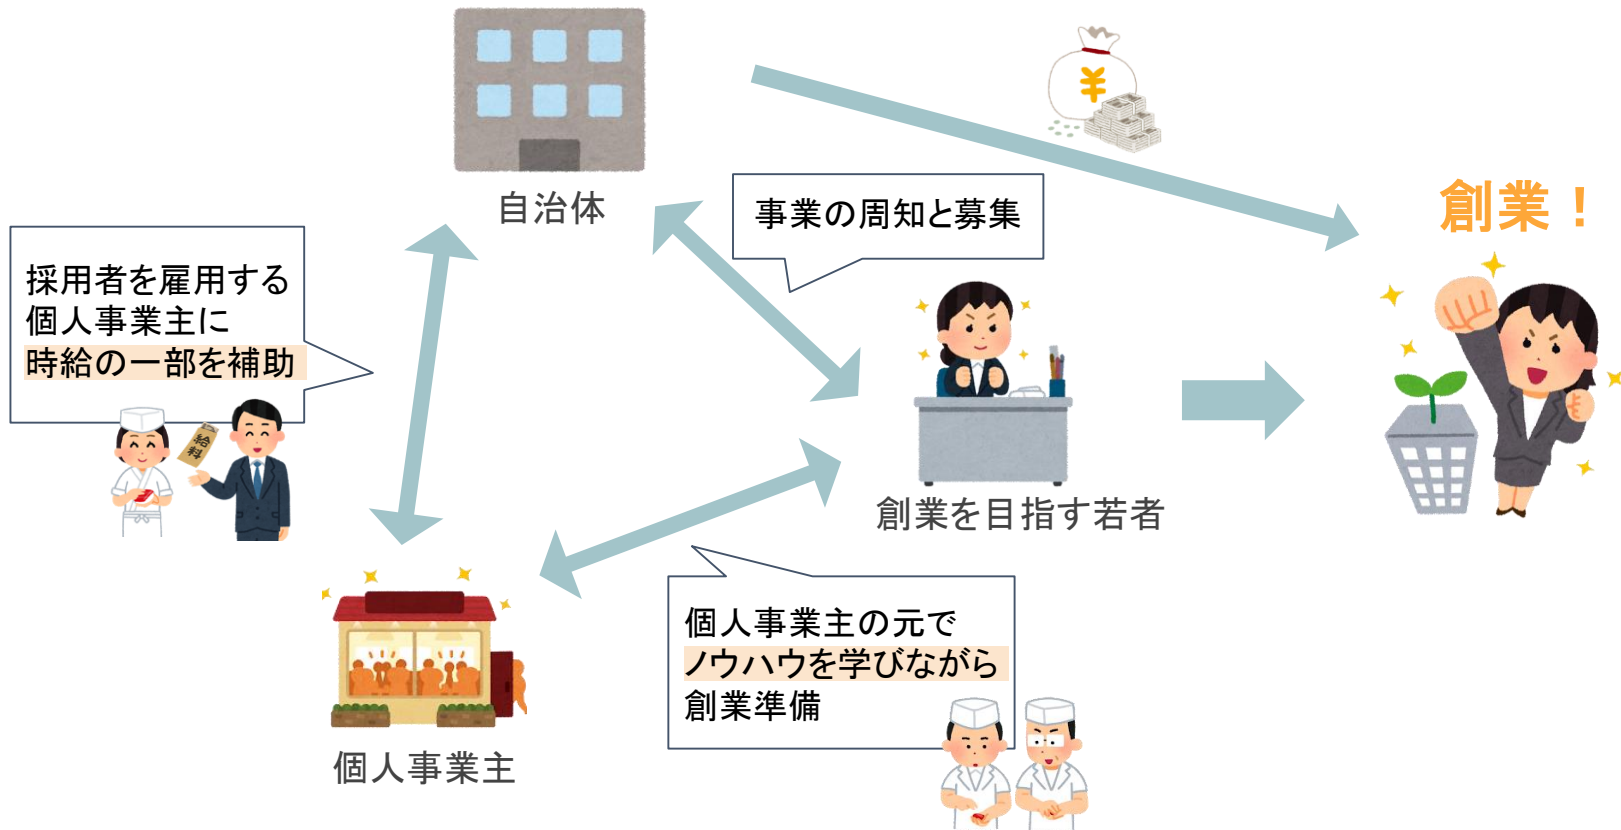 自治体
事業の周知と募集
創業！
採用者を雇用する
個人事業主に
時給の一部を補助
給料
¥
創業を目指す若者
個人事業主の元で
ノウハウを学びながら
創業準備
個人事業主